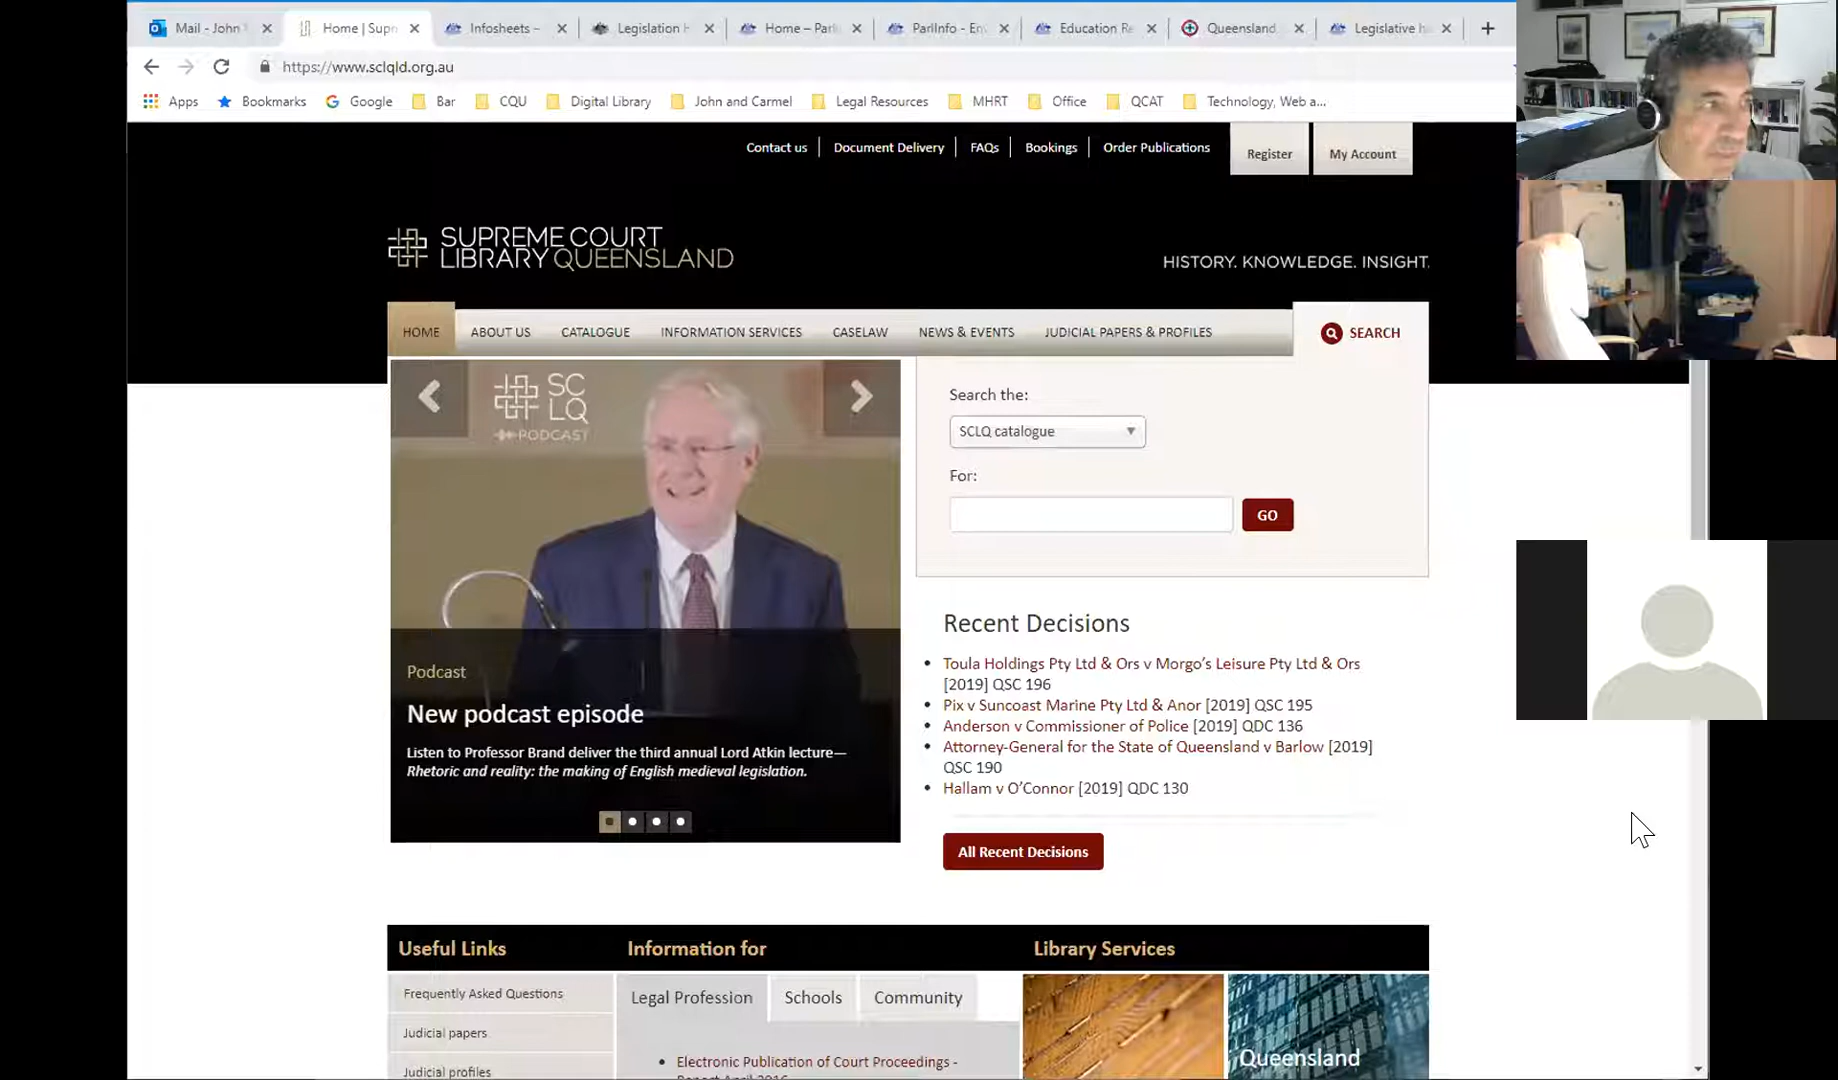 Mail - John
Home | Supr
Infosheets –
Legislation H
Home – Parli
ParlInfo - En
Education Re
Queensland
Legislative h
https://www.sclqld.org.au
Apps
Bookmarks
Google
Bar
CQU
Digital Library
John and Carmel
Legal Resources
MHRT
Office
QCAT
Technology, Web a...
Contact us
Document Delivery
FAQs
Bookings
Order Publications
Register
My Account
SUPREME COURT
LIBRARY QUEENSLAND
HISTORY. KNOWLEDGE. INSIGHT.
HOME
ABOUT US
CATALOGUE
INFORMATION SERVICES
CASELAW
NEWS & EVENTS
JUDICIAL PAPERS & PROFILES
SEARCH
SC
LQ
PODCAST
Podcast
New podcast episode
Listen to Professor Brand deliver the third annual Lord Atkin lecture—
Rhetoric and reality: the making of English medieval legislation.
Search the:
SCLQ catalogue
For:
GO
Recent Decisions
Toula Holdings Pty Ltd & Ors v Morgo's Leisure Pty Ltd & Ors
[2019] QSC 196
Pix v Suncoast Marine Pty Ltd & Anor [2019] QSC 195
Anderson v Commissioner of Police [2019] QDC 136
Attorney-General for the State of Queensland v Barlow [2019]
QSC 190
Hallam v O'Connor [2019] QDC 130
All Recent Decisions
Useful Links
Frequently Asked Questions
Judicial papers
Judicial profiles
Information for
Legal Profession
Schools
Community
Electronic Publication of Court Proceedings -
Library Services
Queensland